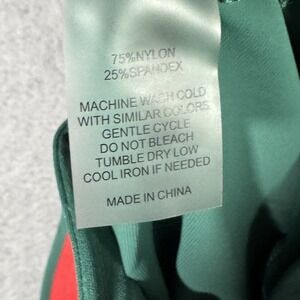 75%NYLON
25%SPANDEX
MACHINE WASH COLD
WITH SIMILAR COLORS
GENTLE CYCLE
DO NOT BLEACH
TUMBLE DRY LOW
COOL IRON IF NEEDED
MADE IN CHINA